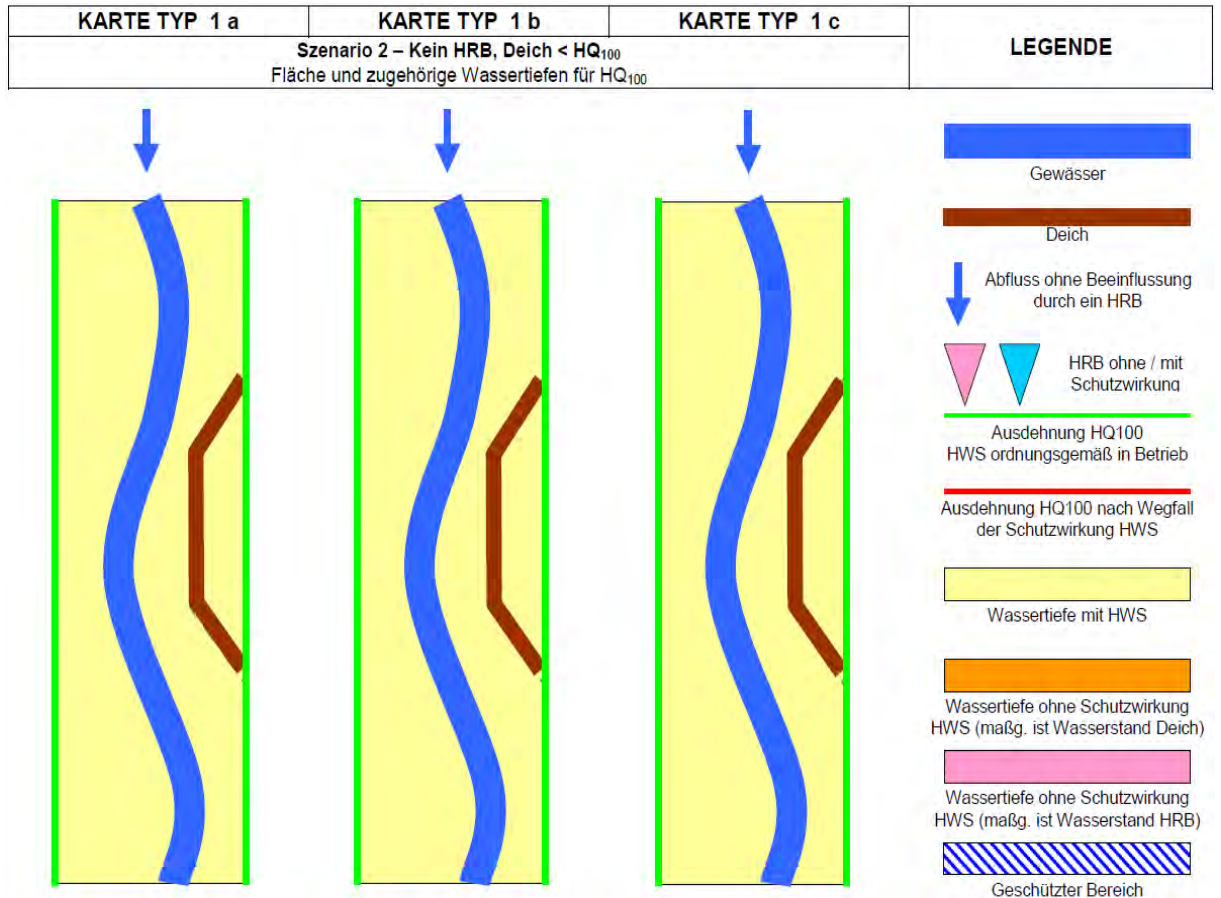 KARTE TYP 1 a
KARTE TYP 1 b
KARTE TYP 1 c
LEGENDE
Szenario 2 – Kein HRB, Deich < HQ100
Fläche und zugehörige Wassertiefen für HQ100
Gewässer
Deich
Abfluss ohne Beeinflussung
durch ein HRB
HRB ohne / mit
Schutzwirkung
Ausdehnung HQ100
HWS ordnungsgemäß in Betrieb
Ausdehnung HQ100 nach Wegfall
der Schutzwirkung HWS
Wassertiefe mit HWS
Wassertiefe ohne Schutzwirkung
HWS (maßg. ist Wasserstand Deich)
Wassertiefe ohne Schutzwirkung
HWS (maßg. ist Wasserstand HRB)
Geschützter Bereich